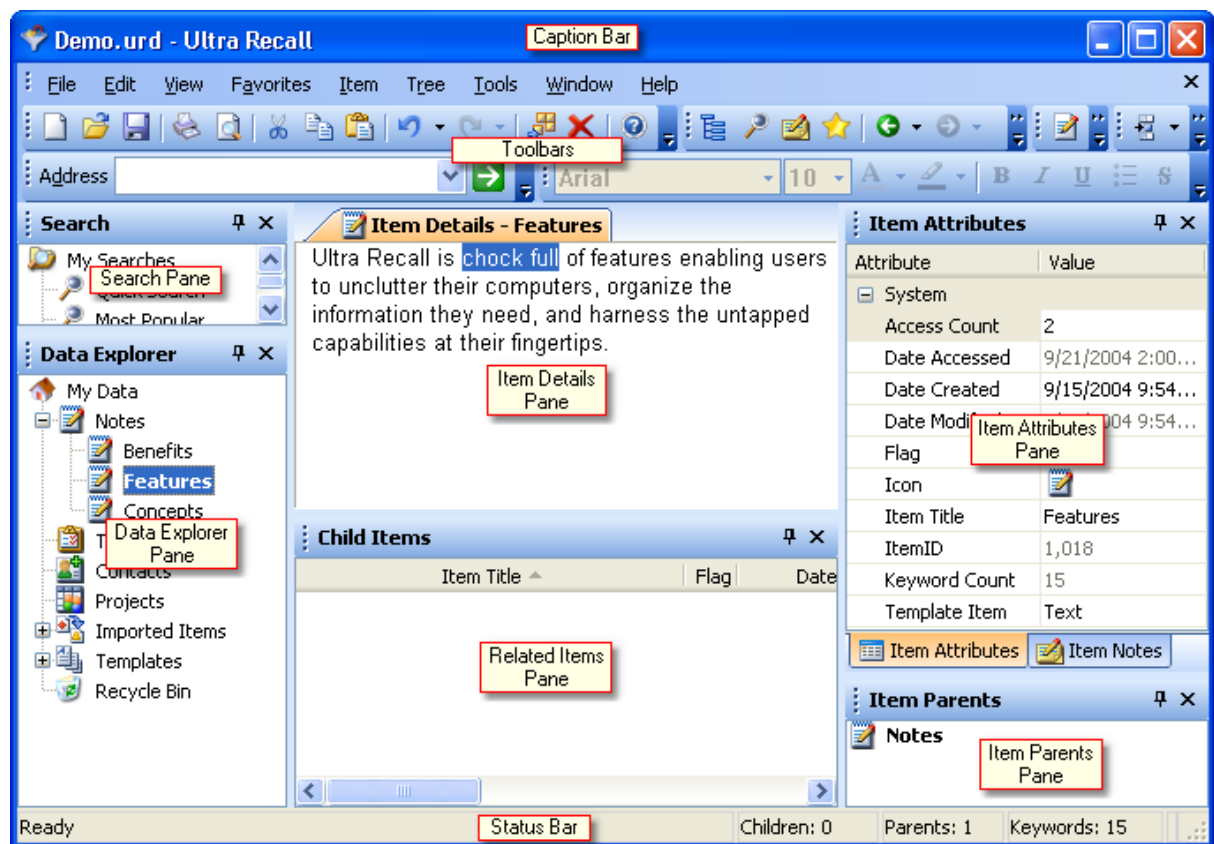 Demo.urd - Ultra Recall
Caption Bar
File Edit View Favorites Item Tree Tools Window Help
Toolbars
Address
Arial 10 A B I U S
Search
My Searches
Search Pane
Quick Search
Most Popular
Data Explorer
My Data
Notes
Benefits
Features
Concepts
Data Explorer
Pane
Contacts
Projects
Imported Items
Templates
Recycle Bin
Item Details - Features
Ultra Recall is chock full of features enabling users
to unclutter their computers, organize the
information they need, and harness the untapped
capabilities at their fingertips.
Item Details
Pane
Child Items
Item Title Flag Date
Related Items
Pane
Item Attributes
Attribute Value
System
Access Count 2
Date Accessed 9/21/2004 2:00...
Date Created 9/15/2004 9:54...
Date 9:54...
Item Attributes
Pane
Flag
Icon
Item Title Features
ItemID 1,018
Keyword Count 15
Template Item Text
Item Attributes Item Notes
Item Parents
Notes
Item Parents
Pane
Ready
Status Bar
Children: 0 Parents: 1 Keywords: 15